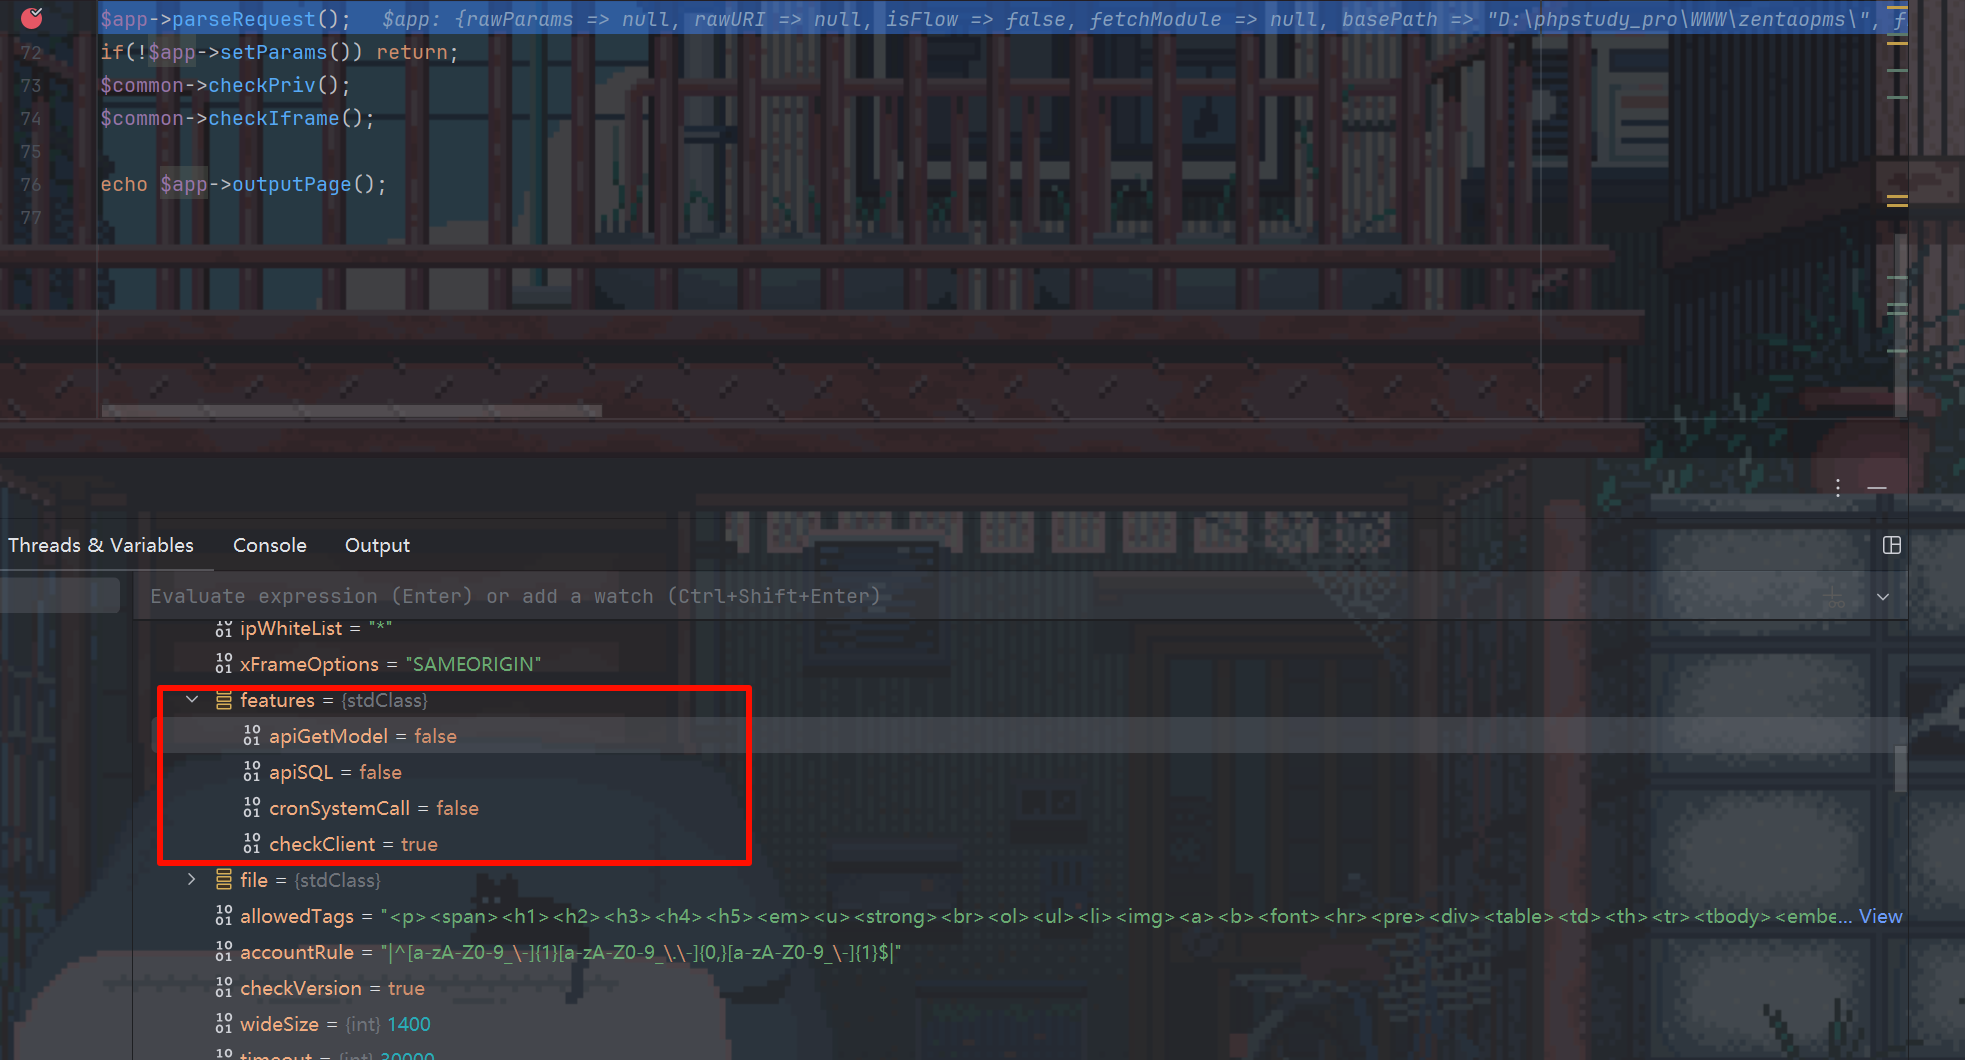 $app->parseRequest();   $app: {rawParams => null, rawURI => null, isFlow => false, fetchModule => null, basePath => "D:\phpstudy_pro\WWW\zentaopms\", f
72 if(!$app->setParams()) return;
73 $common->checkPriv();
74 $common->checkIframe();
75
76 echo $app->outputPage();
77
Threads & Variables Console Output
Evaluate expression (Enter) or add a watch (Ctrl+Shift+Enter)
ipWhiteList = "*"
xFrameOptions = "SAMEORIGIN"
features = {stdClass}
apiGetModel = false
apiSQL = false
cronSystemCall = false
checkClient = true
file = {stdClass}
allowedTags = "<p><span><h1><h2><h3><h4><h5><em><u><strong><br><ol><ul><li><img><a><b><font><hr><pre><div><table><td><th><tr><tbody><embe... View
accountRule = "|^[a-zA-Z0-9_\-]{1}[a-zA-Z0-9_\.\-]{0,}[a-zA-Z0-9_\-]{1}$|"
checkVersion = true
wideSize = {int} 1400
timeout = {int} 30000